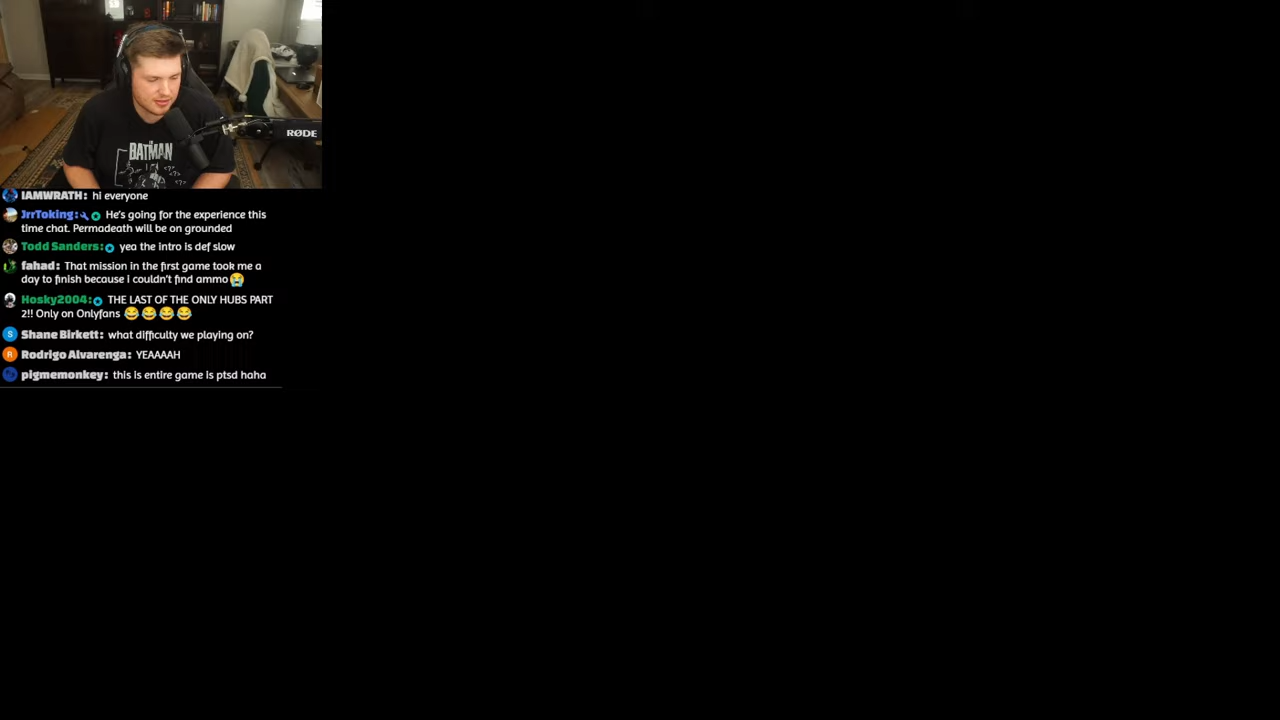 THE
BATMAN
RØDE
IAMWRATH: hi everyone
JrrToking: He's going for the experience this
time chat. Permadeath will be on grounded
Todd Sanders: yea the intro is def slow
fahad: That mission in the first game took me a
day to finish because i couldn't find ammo😭
Hosky2004: THE LAST OF THE ONLY HUBS PART
2!! Only on Onlyfans 😂 😂 😂 😂
S Shane Birkett: what difficulty we playing on?
R Rodrigo Alvarenga: YEAAAAH
pigmemonkey: this is entire game is ptsd haha